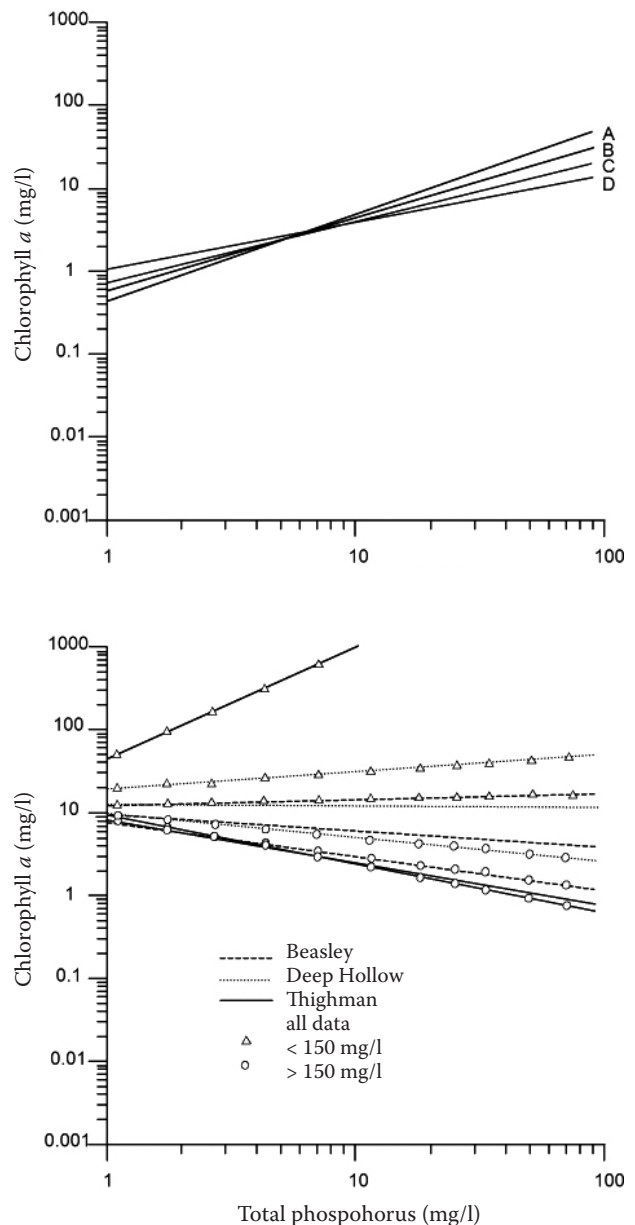 1000
100
10
1
0.1
0.01
0.001
Chlorophyll a (mg/l)
A
B
C
D
1 10 100
1000
100
10
1
0.1
0.01
0.001
Chlorophyll a (mg/l)
Beasley
Deep Hollow
Thighman
all data
< 150 mg/l
> 150 mg/l
1 10 100
Total phospohorus (mg/l)